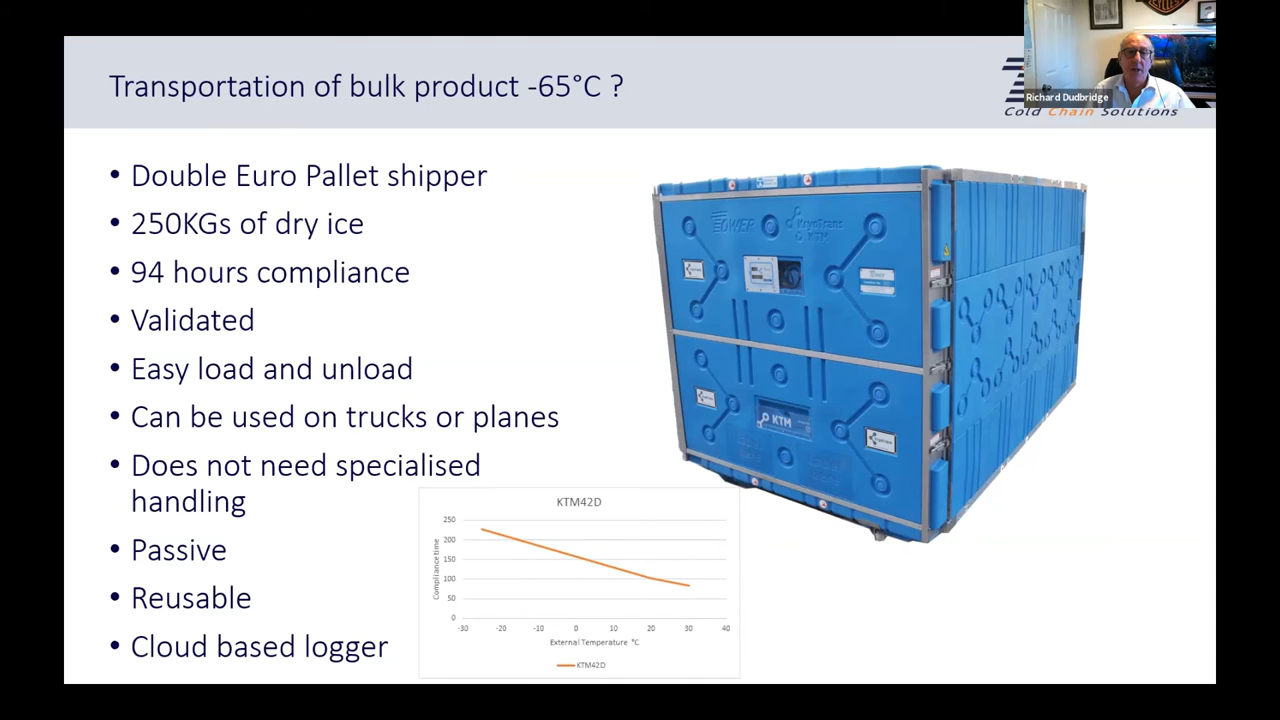 Transportation of bulk product -65°C ?
Richard Dudbridge
Cold Chain Solutions
• Double Euro Pallet shipper
• 250KGs of dry ice
• 94 hours compliance
• Validated
• Easy load and unload
• Can be used on trucks or planes
• Does not need specialised
handling
• Passive
• Reusable
• Cloud based logger
TOWER
KryoTrans
KTM
KTM
KTM42D
Compliance time
250
200
150
100
50
0
-30 -20 -10 0 10 20 30 40
External Temperature °C
KTM42D